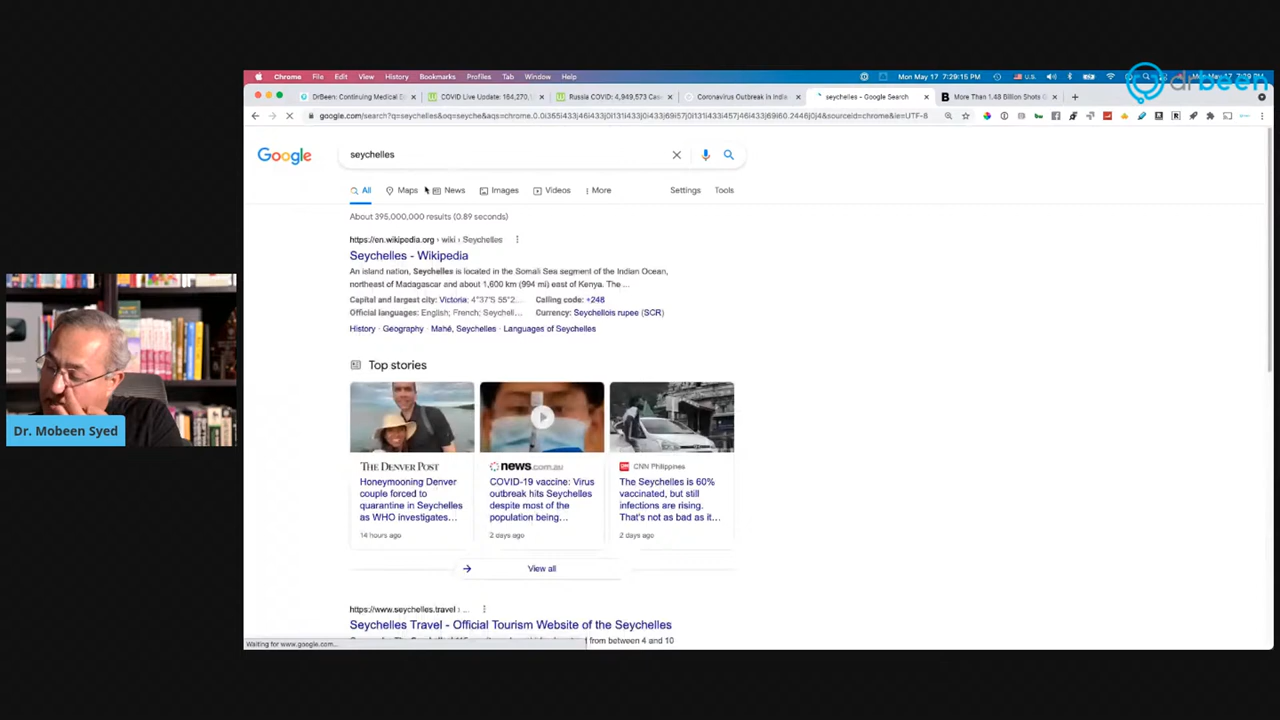 Chrome File Edit View History Bookmarks Profiles Tab Window Help
U.S.
Mon May 17 7:29:15 PM
drbeen
DrBeen: Continuing Medical E
COVID Live Update: 164,270,
Russia COVID: 4,949,573 Cas
Coronavirus Outbreak in India
seychelles - Google Search
More Than 1.48 Billion Shots G
Google
seychelles
All Maps News Images Videos More Settings Tools
About 395,000,000 results (0.89 seconds)
https://en.wikipedia.org › wiki › Seychelles
Seychelles - Wikipedia
An island nation, Seychelles is located in the Somali Sea segment of the Indian Ocean,
northeast of Madagascar and about 1,600 km (994 mi) east of Kenya. The ...
Capital and largest city: Victoria; 4°37′S 55°2... Calling code: +248
Official languages: English; French; Seycheli... Currency: Seychellois rupee (SCR)
History · Geography · Mahé, Seychelles · Languages of Seychelles
Top stories
THE DENVER POST
Honeymooning Denver
couple forced to
quarantine in Seychelles
as WHO investigates...
14 hours ago
news.com.au
COVID-19 vaccine: Virus
outbreak hits Seychelles
despite most of the
population being...
2 days ago
CNN Philippines
The Seychelles is 60%
vaccinated, but still
infections are rising.
That's not as bad as it...
2 days ago
View all
https://www.seychelles.travel › ...
Seychelles Travel - Official Tourism Website of the Seychelles
from between 4 and 10
Waiting for www.google.com...
Dr. Mobeen Syed